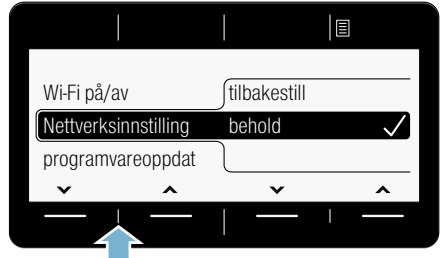 Wi-Fi på/av tilbakestill
Nettverksinnstilling behold
programvareoppdat